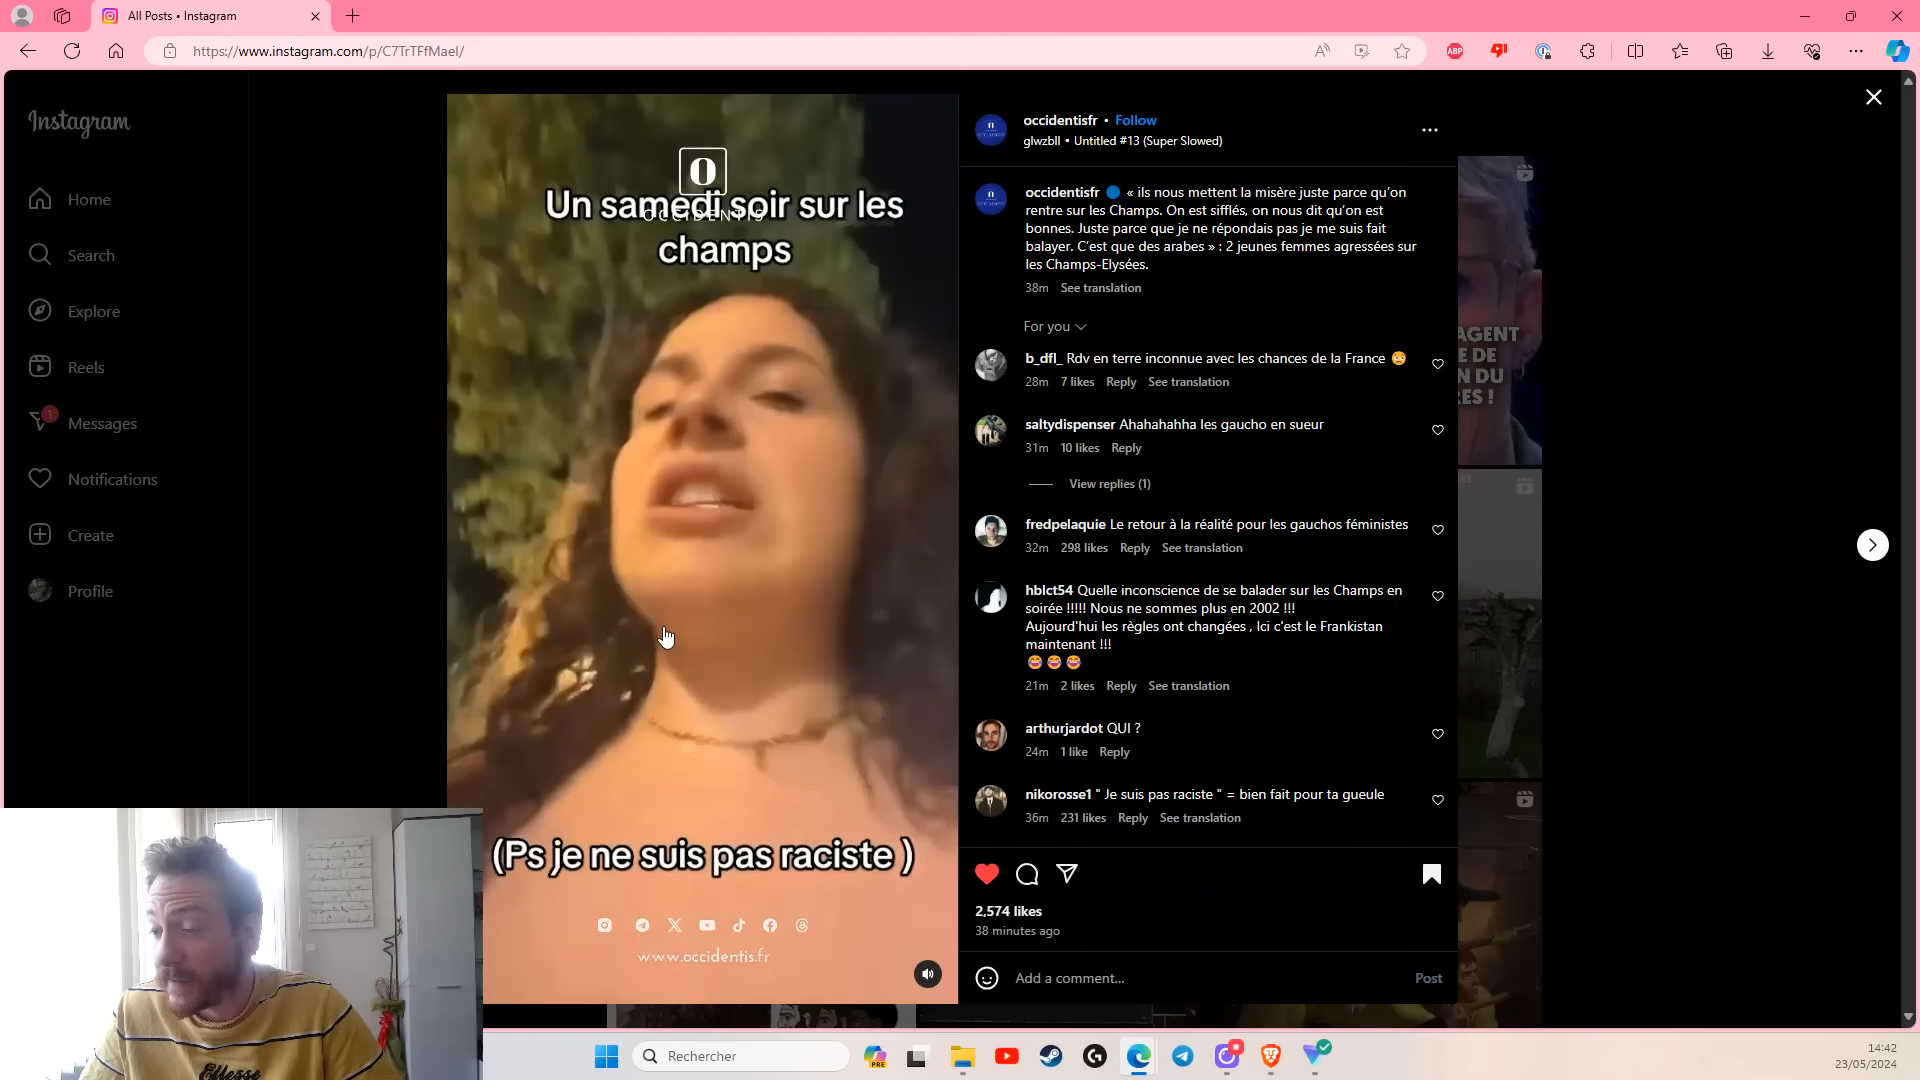 All Posts • Instagram
https://www.instagram.com/p/C7TrTFfMaeI/
ABP
Instagram
Home
Search
Explore
Reels
1
Messages
Notifications
Create
Profile
O
OCCIDENTIS
Un samedi soir sur les
champs
(Ps je ne suis pas raciste )
www.occidentis.fr
occidentisfr • Follow
glwzbll • Untitled #13 (Super Slowed)
occidentisfr 🔵 « ils nous mettent la misère juste parce qu’on
rentre sur les Champs. On est sifflés, on nous dit qu’on est
bonnes. Juste parce que je ne répondais pas je me suis fait
balayer. C’est que des arabes » : 2 jeunes femmes agressées sur
les Champs-Elysées.
38m See translation
For you
b_dfl_ Rdv en terre inconnue avec les chances de la France
28m 7 likes Reply See translation
saltydispenser Ahahahahha les gaucho en sueur
31m 10 likes Reply
View replies (1)
fredpelaquie Le retour à la réalité pour les gauchos féministes
32m 298 likes Reply See translation
hblct54 Quelle inconscience de se balader sur les Champs en
soirée !!!!! Nous ne sommes plus en 2002 !!!
Aujourd'hui les règles ont changées , Ici c'est le Frankistan
maintenant !!!
😂 😂 😂
21m 2 likes Reply See translation
arthurjardot QUI ?
24m 1 like Reply
nikorosse1 " Je suis pas raciste " = bien fait pour ta gueule
36m 231 likes Reply See translation
2,574 likes
38 minutes ago
Add a comment... Post
AGENT
E DE
N DU
RES !
Ellesse
Rechercher
PRE
14:42
23/05/2024